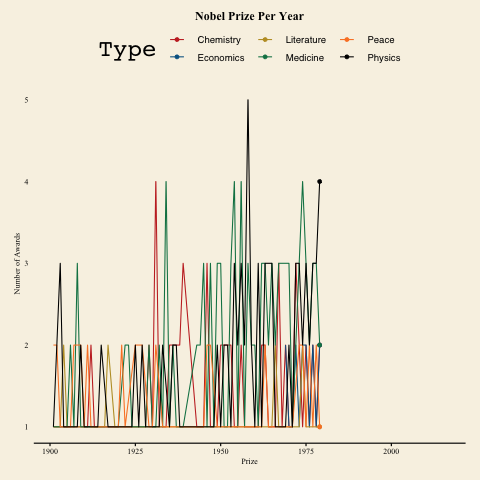 Nobel Prize Per Year
Type
Chemistry Literature Peace
Economics Medicine Physics
5
4
3
2
1
Number of Awards
1900 1925 1950 1975 2000
Prize